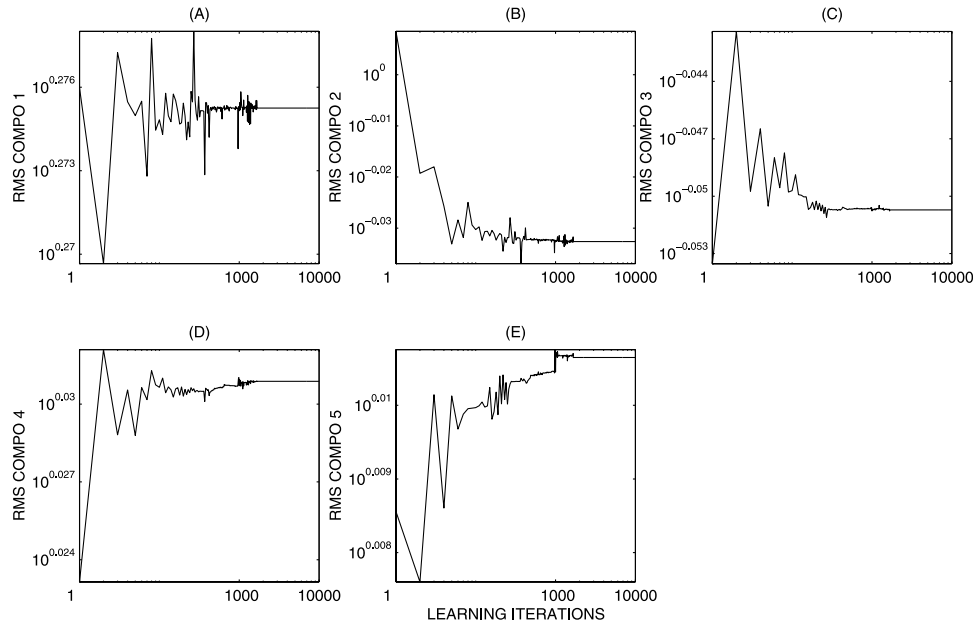 (A)
RMS COMPO 1
10^0.276
10^0.273
10^0.27
1
1000
10000
(B)
RMS COMPO 2
10^0
10^−0.01
10^−0.02
10^−0.03
1
1000
10000
(C)
RMS COMPO 3
10^−0.044
10^−0.047
10^−0.05
10^−0.053
1
1000
10000
(D)
RMS COMPO 4
10^0.03
10^0.027
10^0.024
1
1000
10000
(E)
RMS COMPO 5
10^0.01
10^0.009
10^0.008
1
1000
10000
LEARNING ITERATIONS